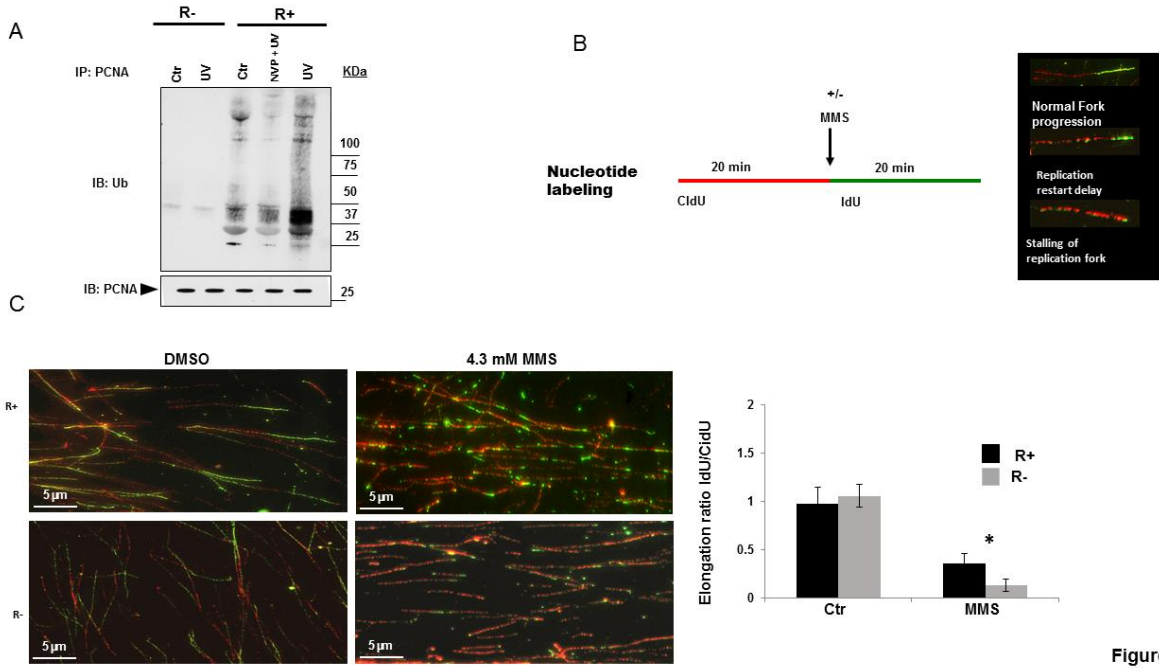 A
R-
R+
IP: PCNA
Ctr
UV
Ctr
NVP + UV
UV
KDa
100
75
50
37
25
IB: Ub
IB: PCNA
25
B
Nucleotide
labeling
20 min
+/-
MMS
20 min
CldU
IdU
Normal Fork
progression
Replication
restart delay
Stalling of
replication fork
C
DMSO
4.3 mM MMS
R+
5 µm
5 µm
R-
5 µm
5 µm
Elongation ratio IdU/CidU
2
1.5
1
0.5
0
R+
R-
*
Ctr
MMS
Figure